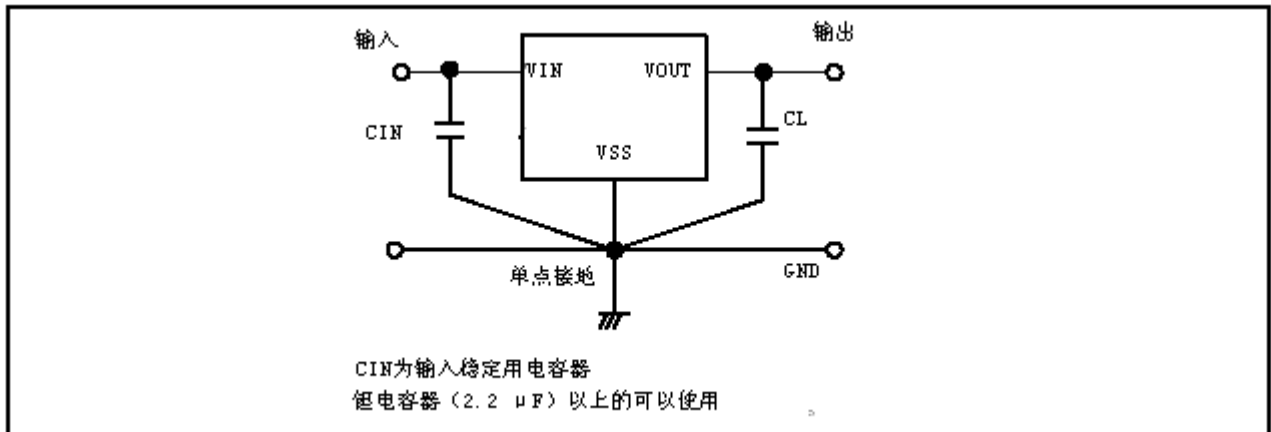 输入
输出
VIN
VOUT
CIN
CL
VSS
单点接地
GND
CIN为输入稳定用电容器
钽电容器（2.2 μF）以上的可以使用